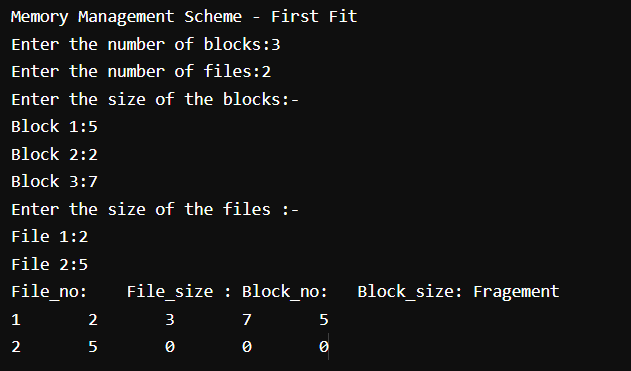 Memory Management Scheme - First Fit
Enter the number of blocks:3
Enter the number of files:2
Enter the size of the blocks:-
Block 1:5
Block 2:2
Block 3:7
Enter the size of the files :-
File 1:2
File 2:5
File_no:    File_size : Block_no:   Block_size: Fragement
1       2       3       7       5
2       5       0       0       0